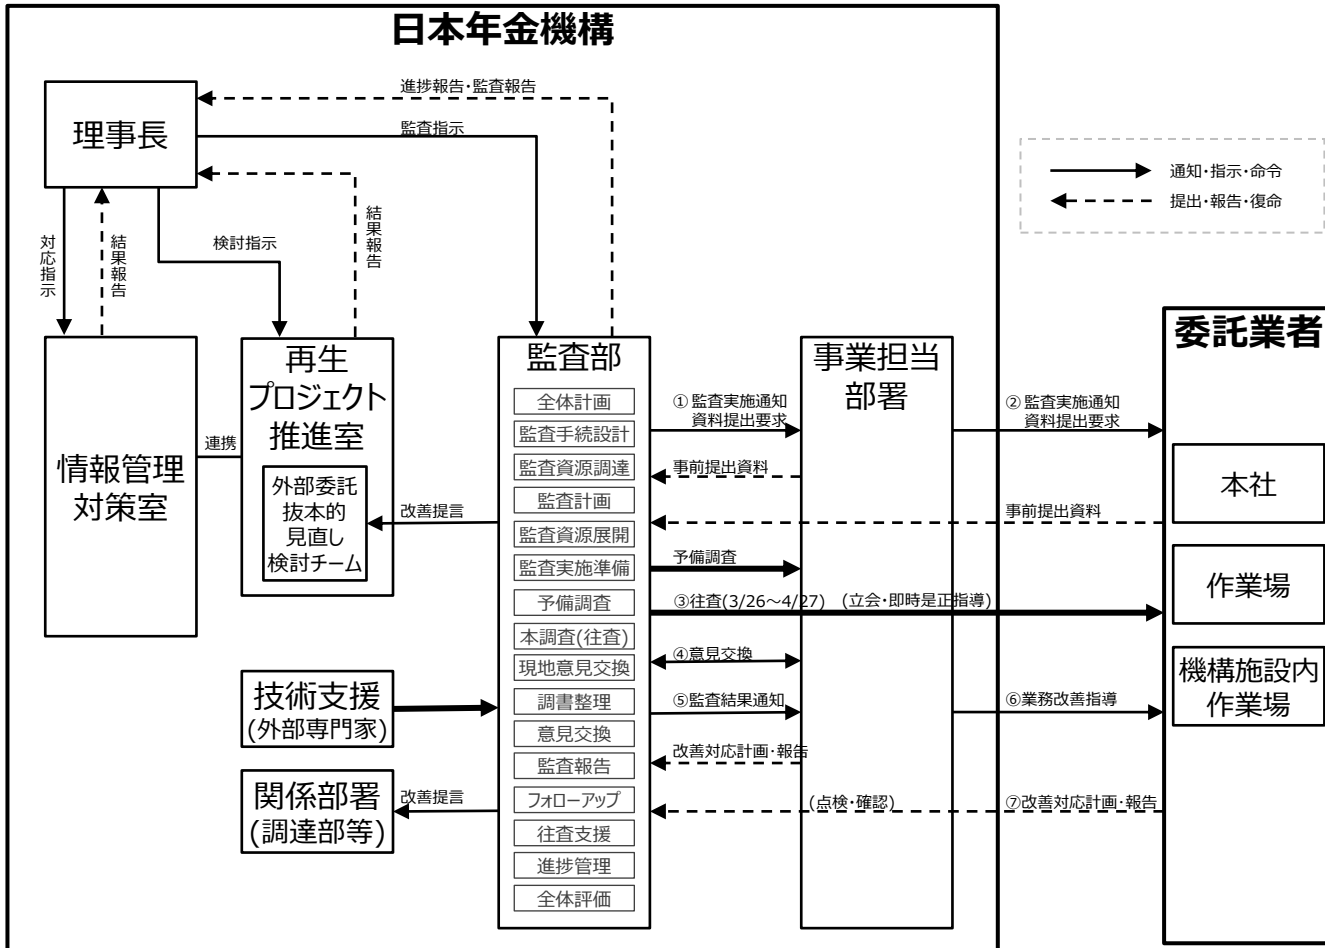 日本年金機構
理事長
進捗報告・監査報告
監査指示
通知・指示・命令
提出・報告・復命
対応指示
結果報告
検討指示
結果報告
情報管理
対策室
連携
再生
プロジェクト
推進室
外部委託
抜本的
見直し
検討チーム
改善提言
技術支援
(外部専門家)
関係部署
(調達部等)
改善提言
監査部
全体計画
監査手続設計
監査資源調達
監査計画
監査資源展開
監査実施準備
予備調査
本調査(往査)
現地意見交換
調書整理
意見交換
監査報告
フォローアップ
往査支援
進捗管理
全体評価
①監査実施通知
資料提出要求
事前提出資料
予備調査
③往査(3/26～4/27)　(立会・即時是正指導)
④意見交換
⑤監査結果通知
改善対応計画・報告
(点検・確認)
事業担当
部署
②監査実施通知
資料提出要求
事前提出資料
⑥業務改善指導
⑦改善対応計画・報告
委託業者
本社
作業場
機構施設内
作業場